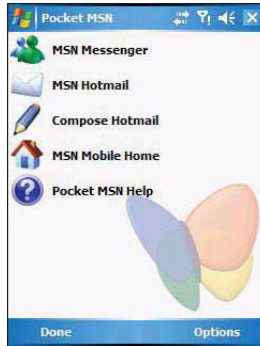 Pocket MSN
MSN Messenger
MSN Hotmail
Compose Hotmail
MSN Mobile Home
Pocket MSN Help
Done Options